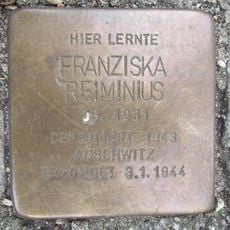 HIER LERNTE
FRANZISKA
REIMINIUS
JG. 1931
DEPORTIERT 1943
AUSCHWITZ
ERMORDET 3.1.1944